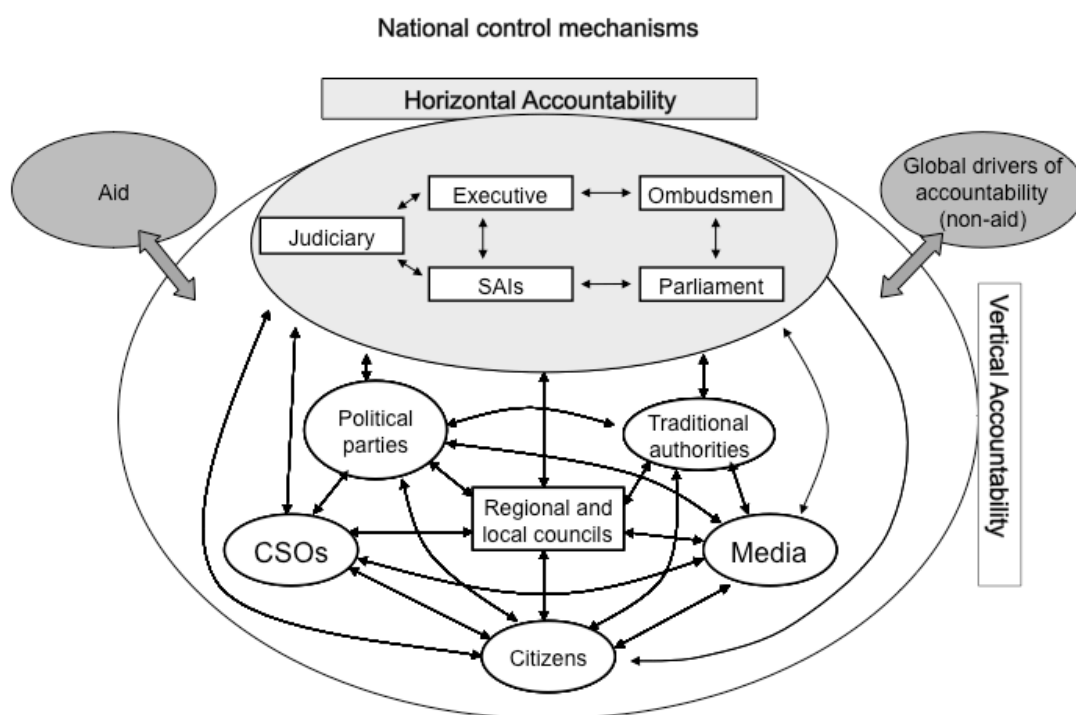 National control mechanisms
Horizontal Accountability
Aid
Global drivers of
accountability
(non-aid)
Executive
Ombudsmen
Judiciary
SAIs
Parliament
Vertical Accountability
Political
parties
Traditional
authorities
Regional and
local councils
CSOs
Media
Citizens